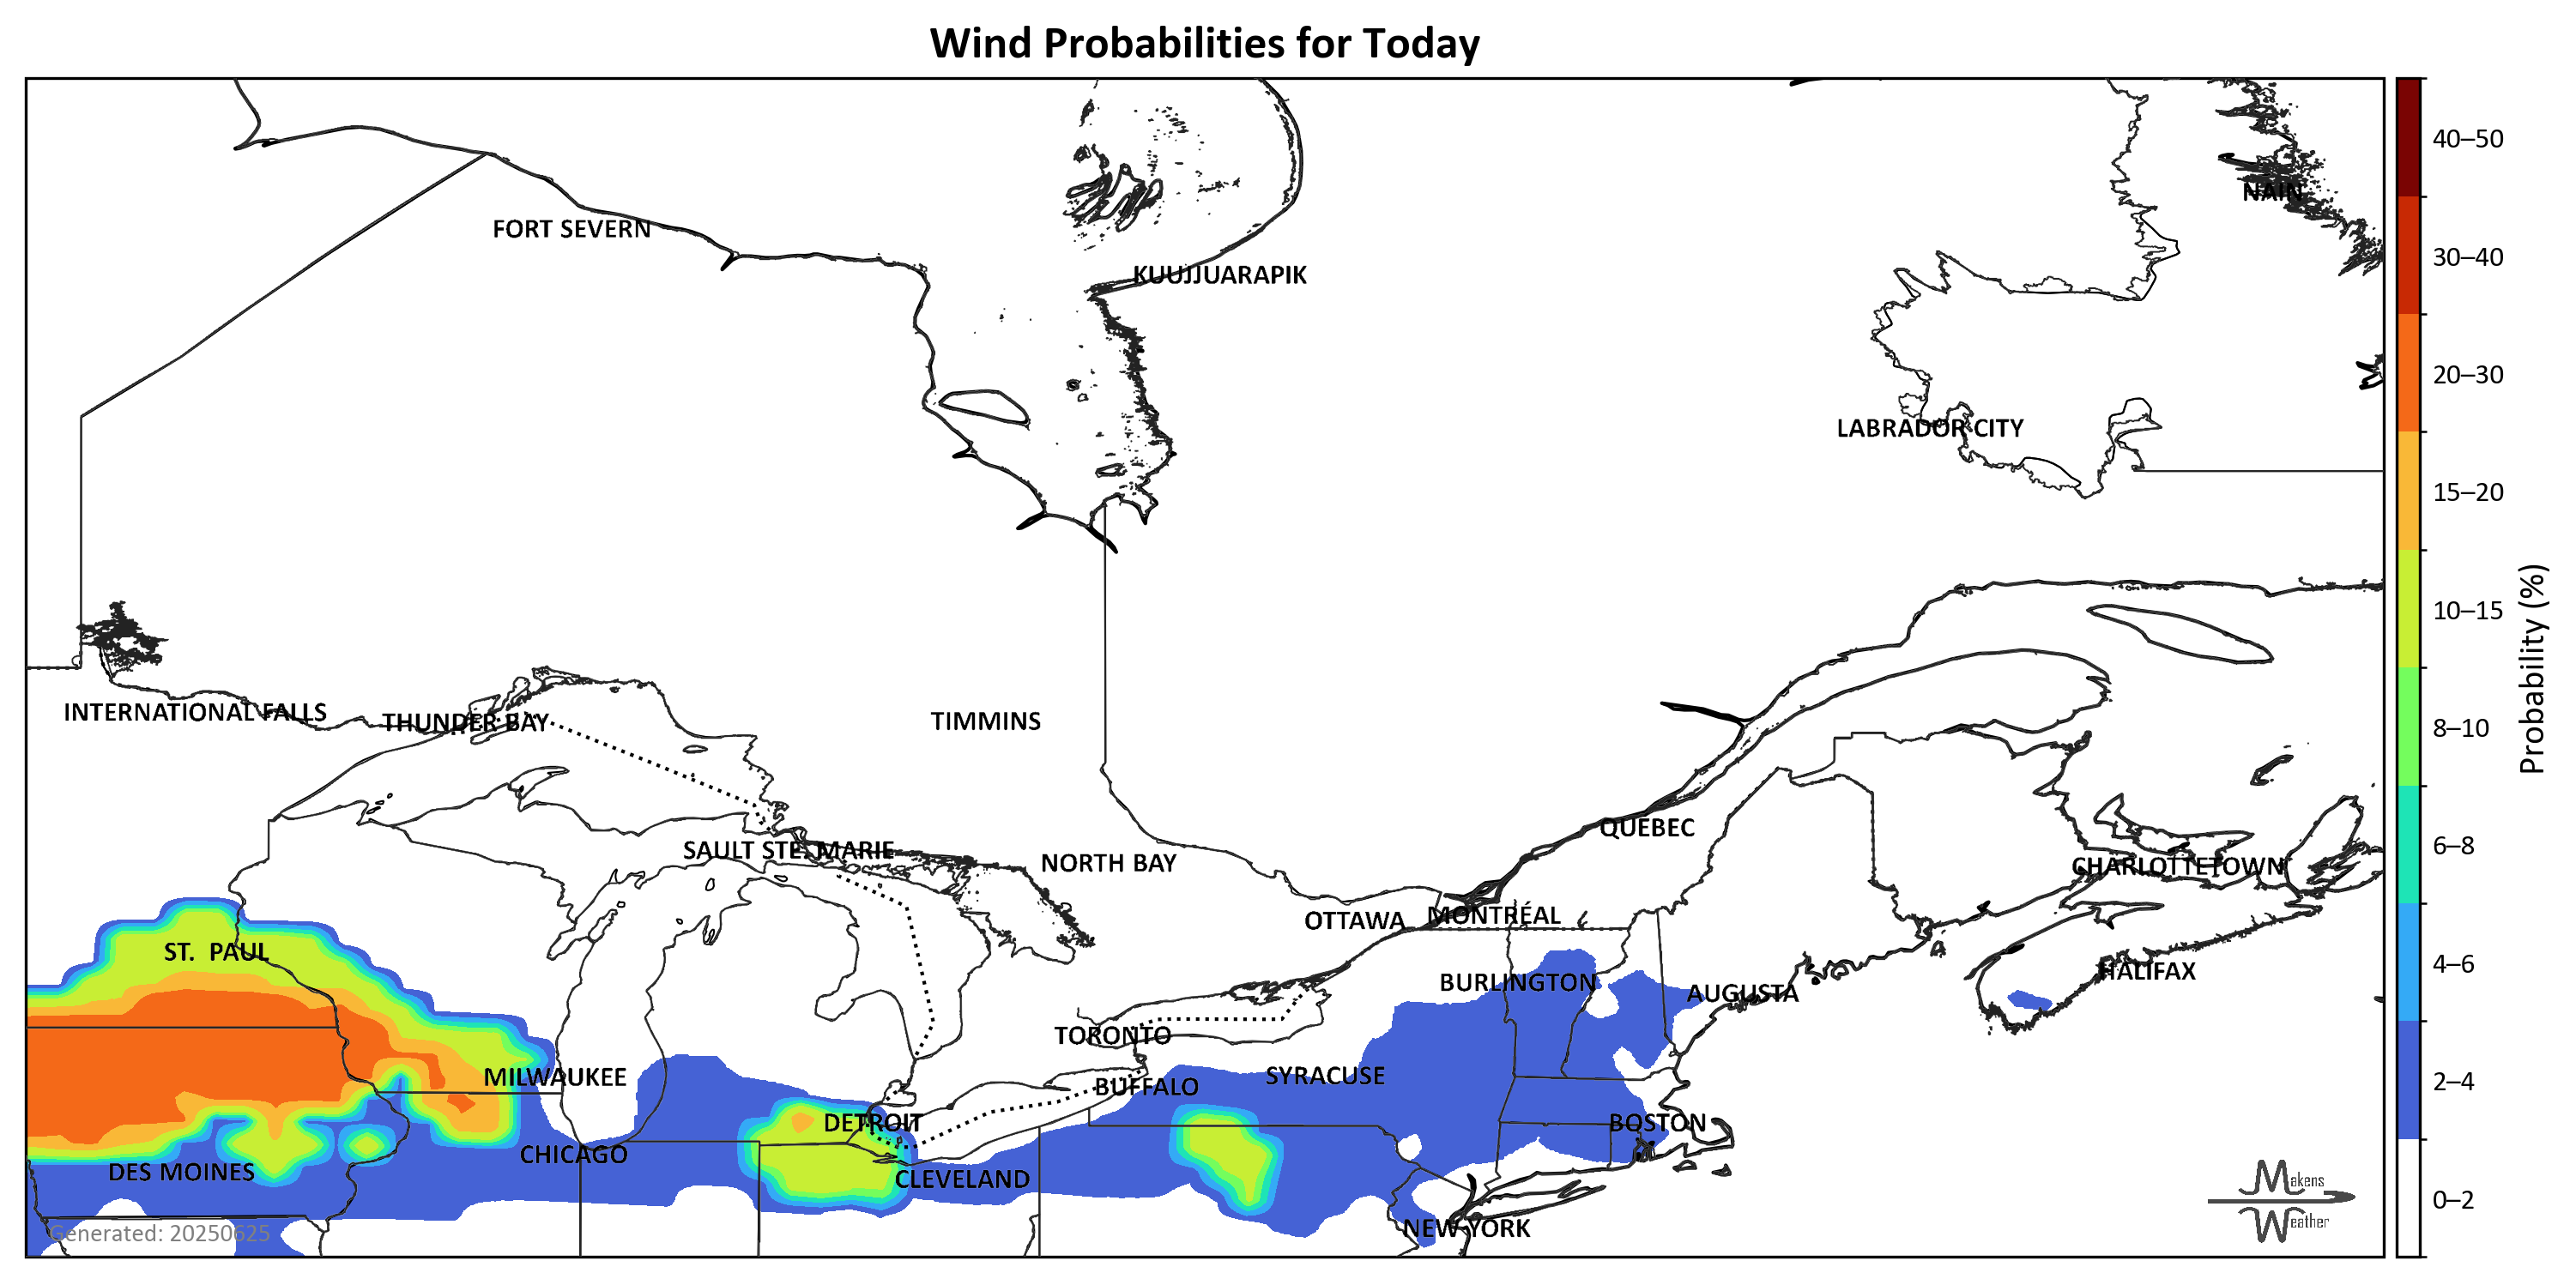 Wind Probabilities for Today
40–50
NAIN
FORT SEVERN
30–40
KUUJJUARAPIK
20–30
LABRADOR CITY
15–20
10–15
Probability (%)
INTERNATIONAL FALLS
THUNDER BAY
TIMMINS
8–10
QUÉBEC
6–8
SAULT STE. MARIE
NORTH BAY
CHARLOTTETOWN
OTTAWA
MONTRÉAL
ST. PAUL
4–6
HALIFAX
BURLINGTON
AUGUSTA
TORONTO
MILWAUKEE
BUFFALO
SYRACUSE
2–4
DETROIT
BOSTON
CHICAGO
DES MOINES
CLEVELAND
Makens
Weather
0–2
NEW YORK
Generated: 20250625